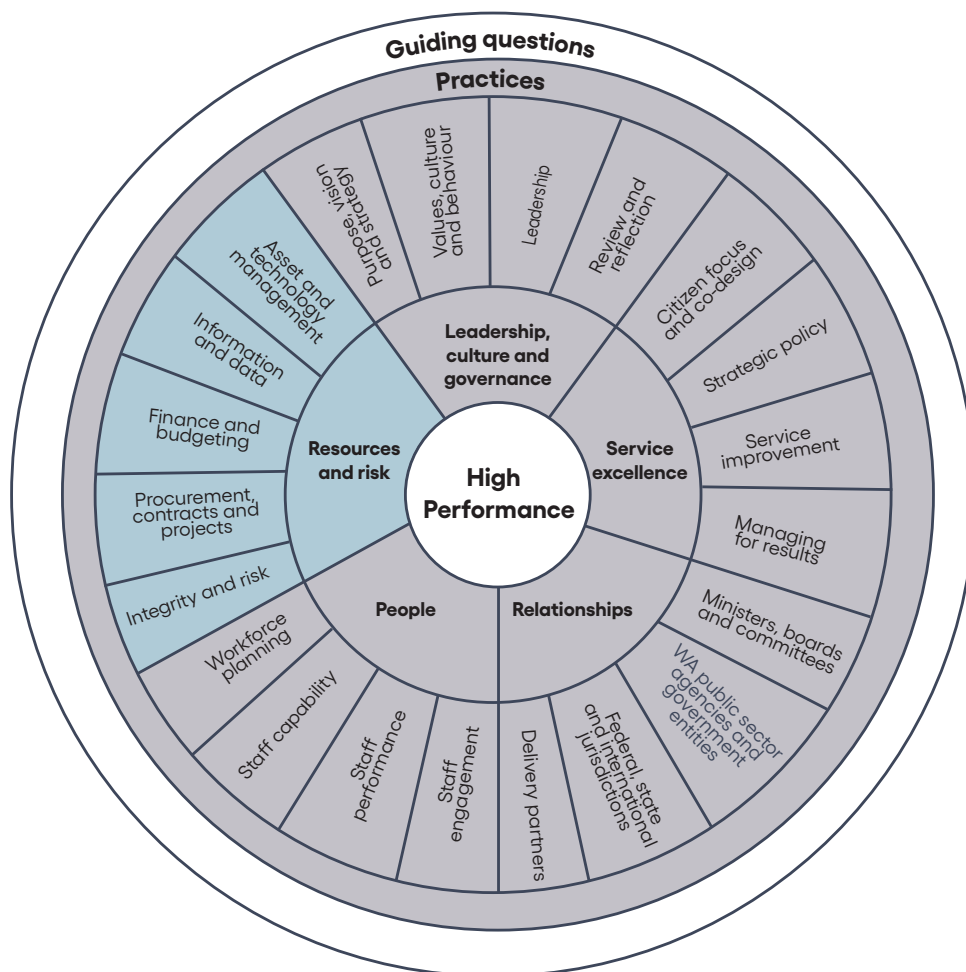 Guiding questions
Practices
Purpose, vision
and strategy
Values, culture
and behaviour
Leadership
Review and
reflection
Citizen focus
and co-design
Strategic policy
Service
improvement
Managing
for results
Ministers, boards
and committees
WA public sector
agencies and
government
entities
Federal, state
and international
jurisdictions
Delivery partners
Staff
engagement
Staff
performance
Staff capability
Workforce
planning
Integrity and risk
Procurement,
contracts and
projects
Finance and
budgeting
Information
and data
Asset and
technology
management
Leadership,
culture and
governance
Service
excellence
Relationships
People
Resources
and risk
High
Performance